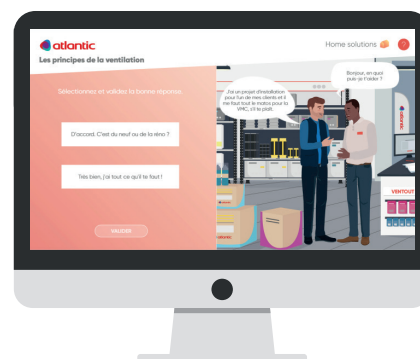 atlantic
Home solutions
?
Les principes de la ventilation
Sélectionnez et validez la bonne réponse.
D'accord. C'est du neuf ou de la réno ?
Très bien, j'ai tout ce qu'il te faut !
VALIDER
Bonjour, en quoi
puis-je t'aider ?
J'ai un projet d'installation
pour l'un de mes clients et il
me faut tout le matos pour la
VMC, s'il te plaît.
atlantic
VENTOUT